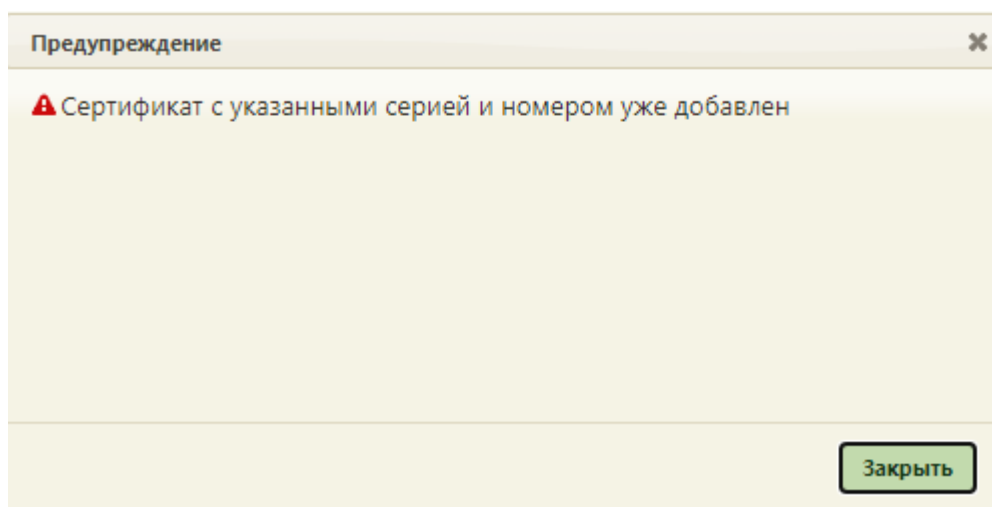 Предупреждение
Сертификат с указанными серией и номером уже добавлен
Закрыть